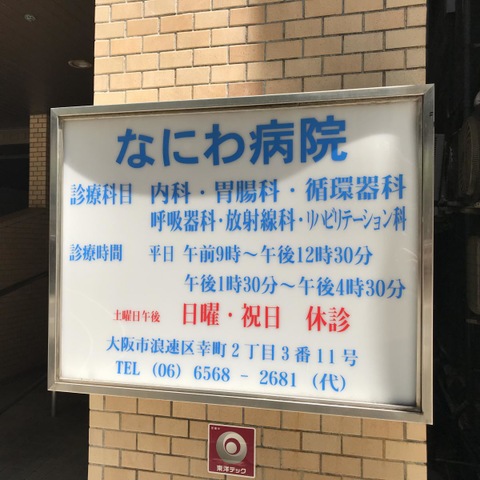 なにわ病院
診療科目 内科・胃腸科・循環器科
呼吸器科・放射線科・リハビリテーション科
診療時間 平日 午前9時～午後12時30分
午後1時30分～午後4時30分
土曜日午後 日曜・祝日 休診
大阪市浪速区幸町2丁目3番11号
TEL (06) 6568-2681 (代)
東洋テック